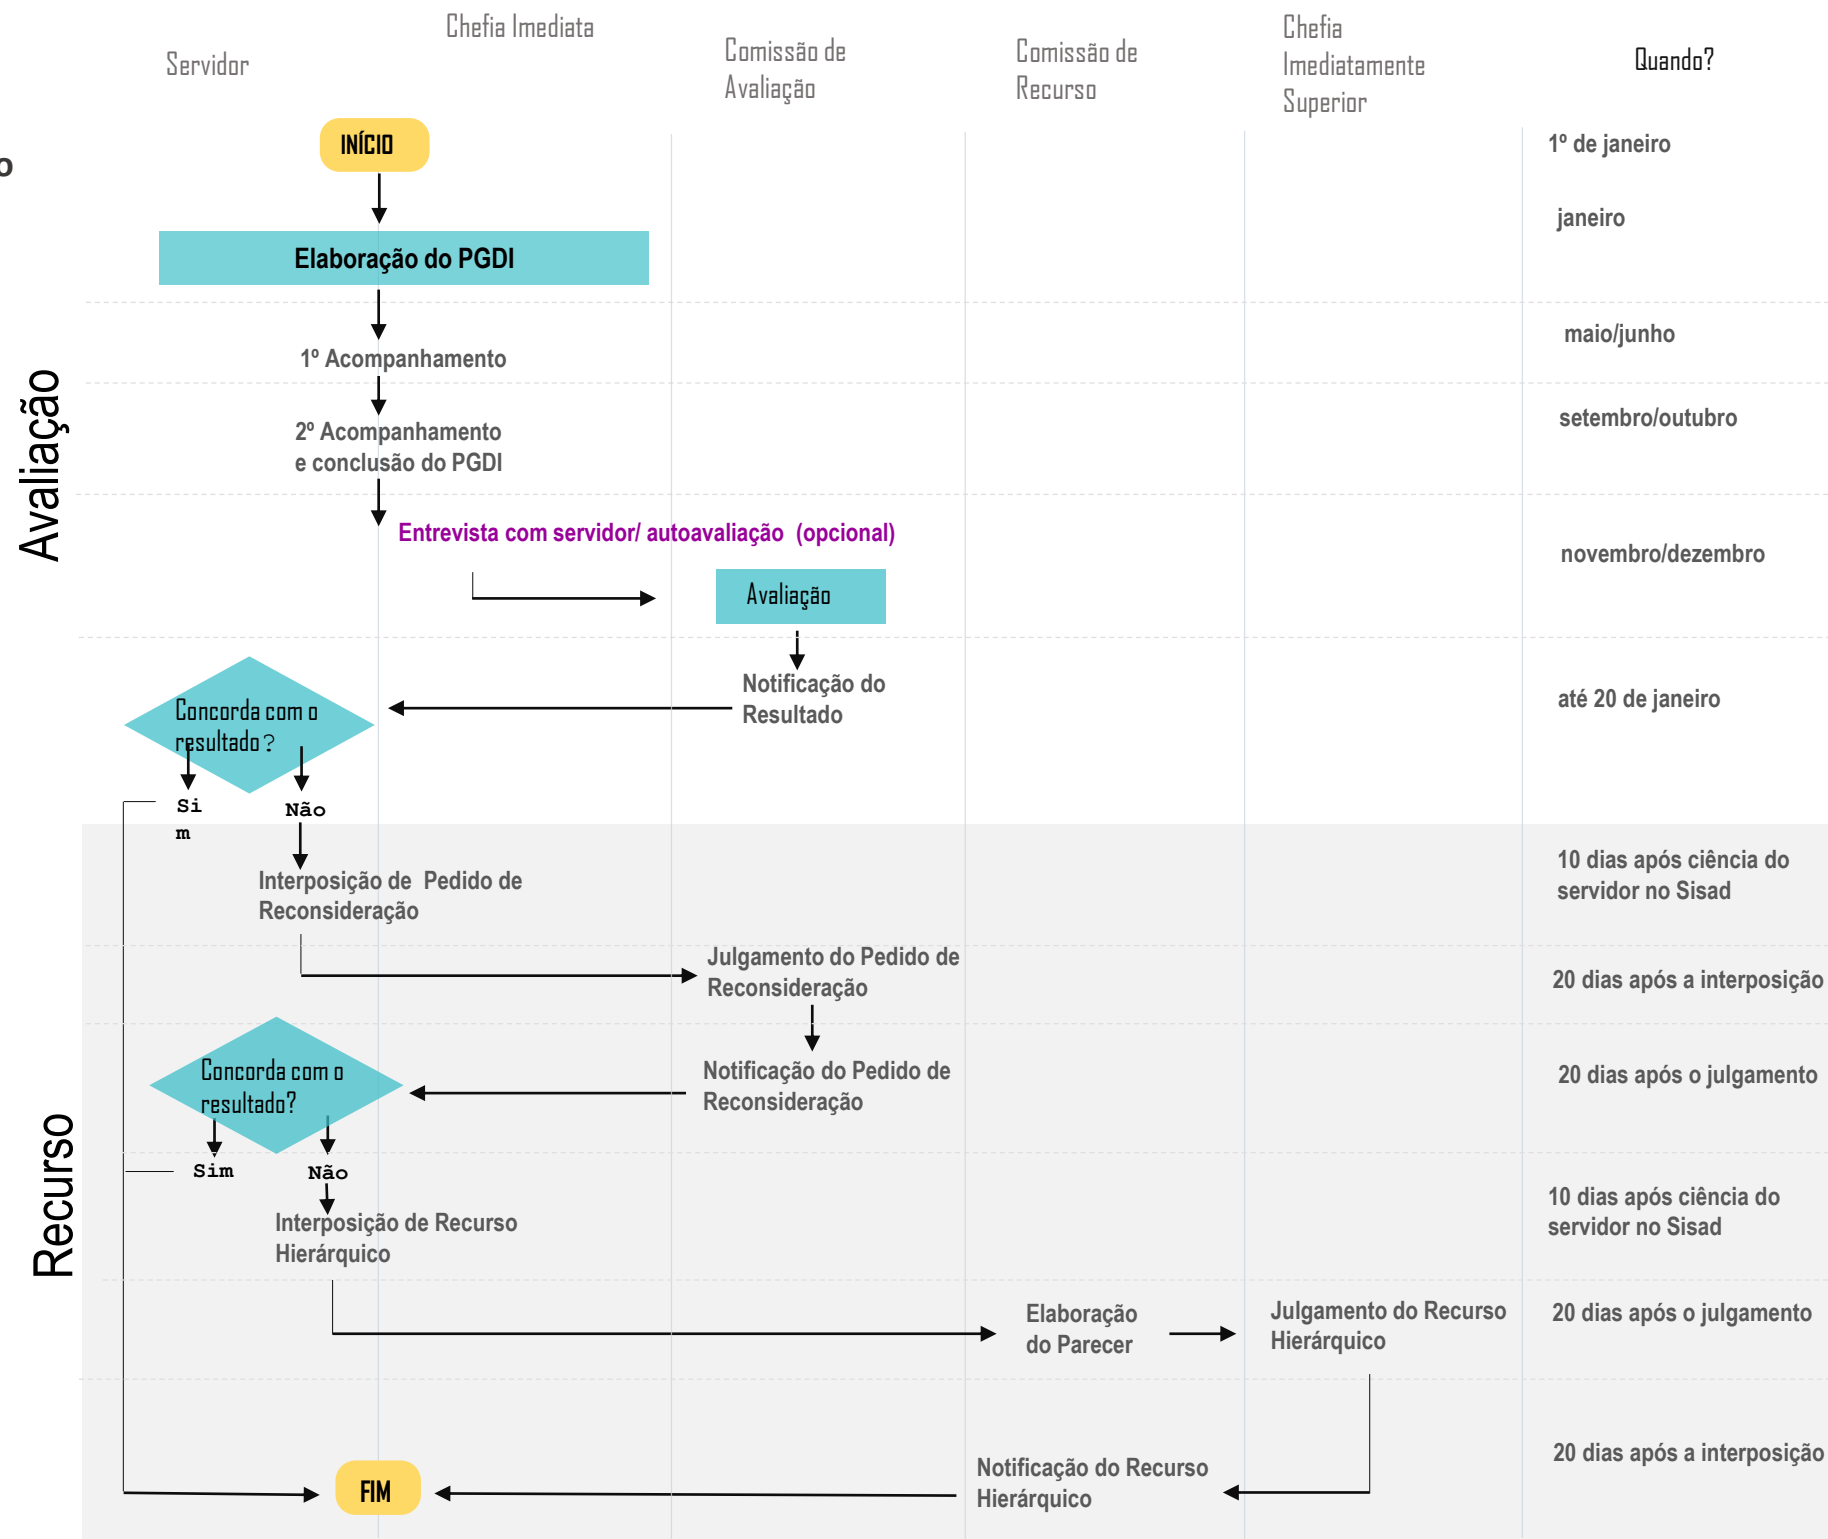 Servidor
Chefia Imediata
Comissão de
Avaliação
Comissão de
Recurso
Chefia
Imediatamente
Superior
Quando?
o
INÍCIO
1º de janeiro
Elaboração do PGDI
janeiro
1º Acompanhamento
maio/junho
2º Acompanhamento
e conclusão do PGDI
setembro/outubro
Avaliação
Entrevista com servidor/ autoavaliação (opcional)
Avaliação
novembro/dezembro
Notificação do
Resultado
até 20 de janeiro
Concorda com o
resultado?
Si
m
Não
Interposição de Pedido de
Reconsideração
10 dias após ciência do
servidor no Sisad
Julgamento do Pedido de
Reconsideração
20 dias após a interposição
Notificação do Pedido de
Reconsideração
20 dias após o julgamento
Concorda com o
resultado?
Sim
Não
Recurso
Interposição de Recurso
Hierárquico
10 dias após ciência do
servidor no Sisad
Elaboração
do Parecer
Julgamento do Recurso
Hierárquico
20 dias após o julgamento
Notificação do Recurso
Hierárquico
20 dias após a interposição
FIM